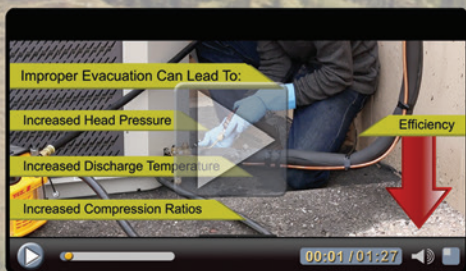 Improper Evacuation Can Lead To:
Increased Head Pressure
Efficiency
Increased Discharge Temperature
Increased Compression Ratios
00:01 / 01:27